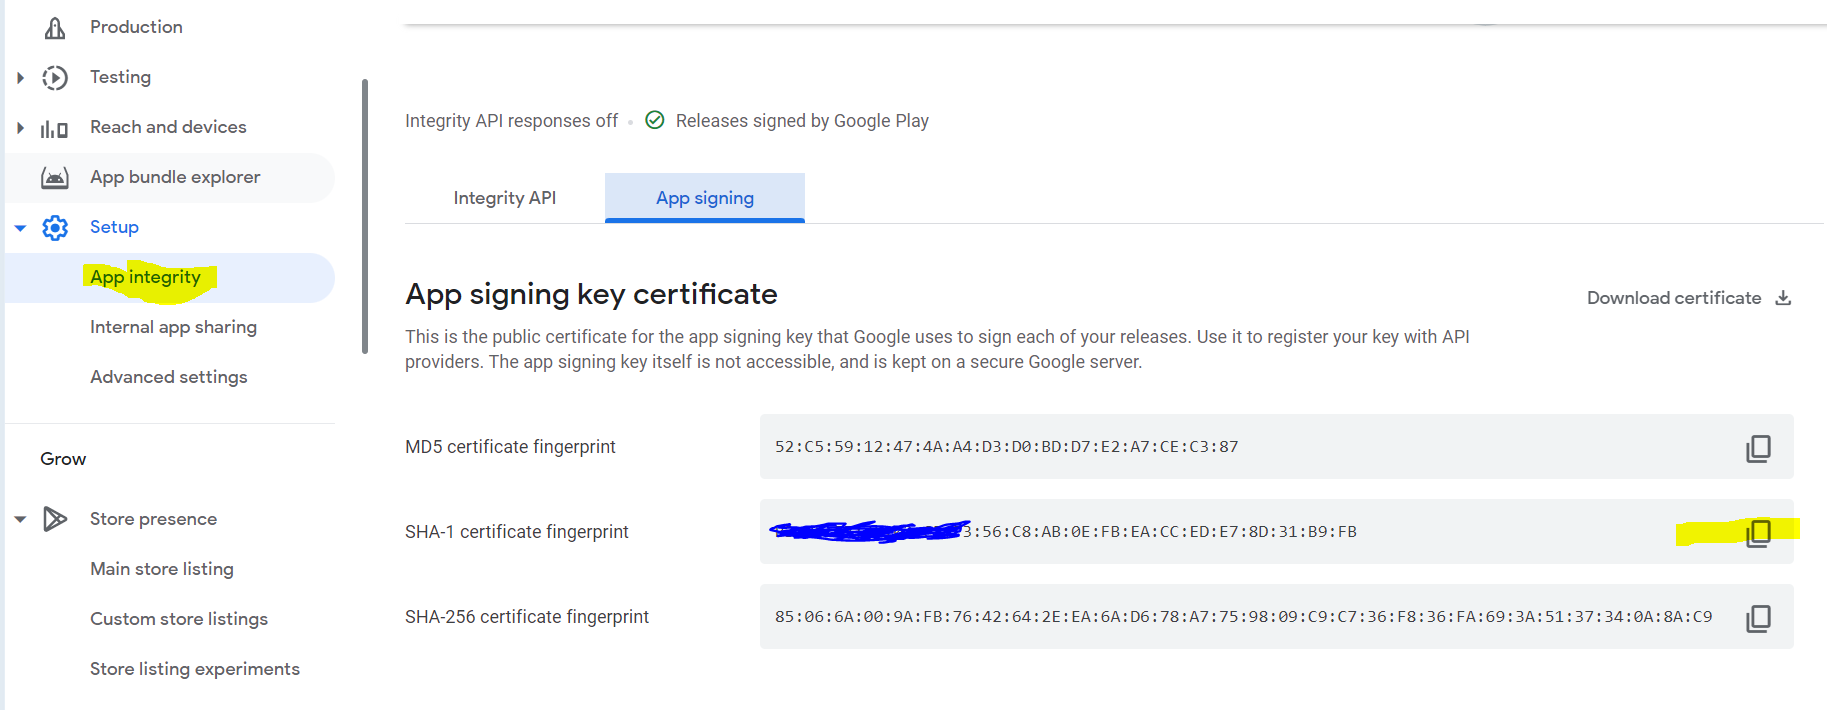 Production
Testing
Reach and devices
App bundle explorer
Setup
App integrity
Internal app sharing
Advanced settings
Grow
Store presence
Main store listing
Custom store listings
Store listing experiments
Integrity API responses off • Releases signed by Google Play
Integrity API
App signing
App signing key certificate
Download certificate
This is the public certificate for the app signing key that Google uses to sign each of your releases. Use it to register your key with API
providers. The app signing key itself is not accessible, and is kept on a secure Google server.
MD5 certificate fingerprint
52:C5:59:12:47:4A:A4:D3:D0:BD:D7:E2:A7:CE:C3:87
SHA-1 certificate fingerprint
3:56:C8:AB:0E:FB:EA:CC:ED:E7:8D:31:B9:FB
SHA-256 certificate fingerprint
85:06:6A:00:9A:FB:76:42:64:2E:EA:6A:D6:78:A7:75:98:09:C9:C7:36:F8:36:FA:69:3A:51:37:34:0A:8A:C9